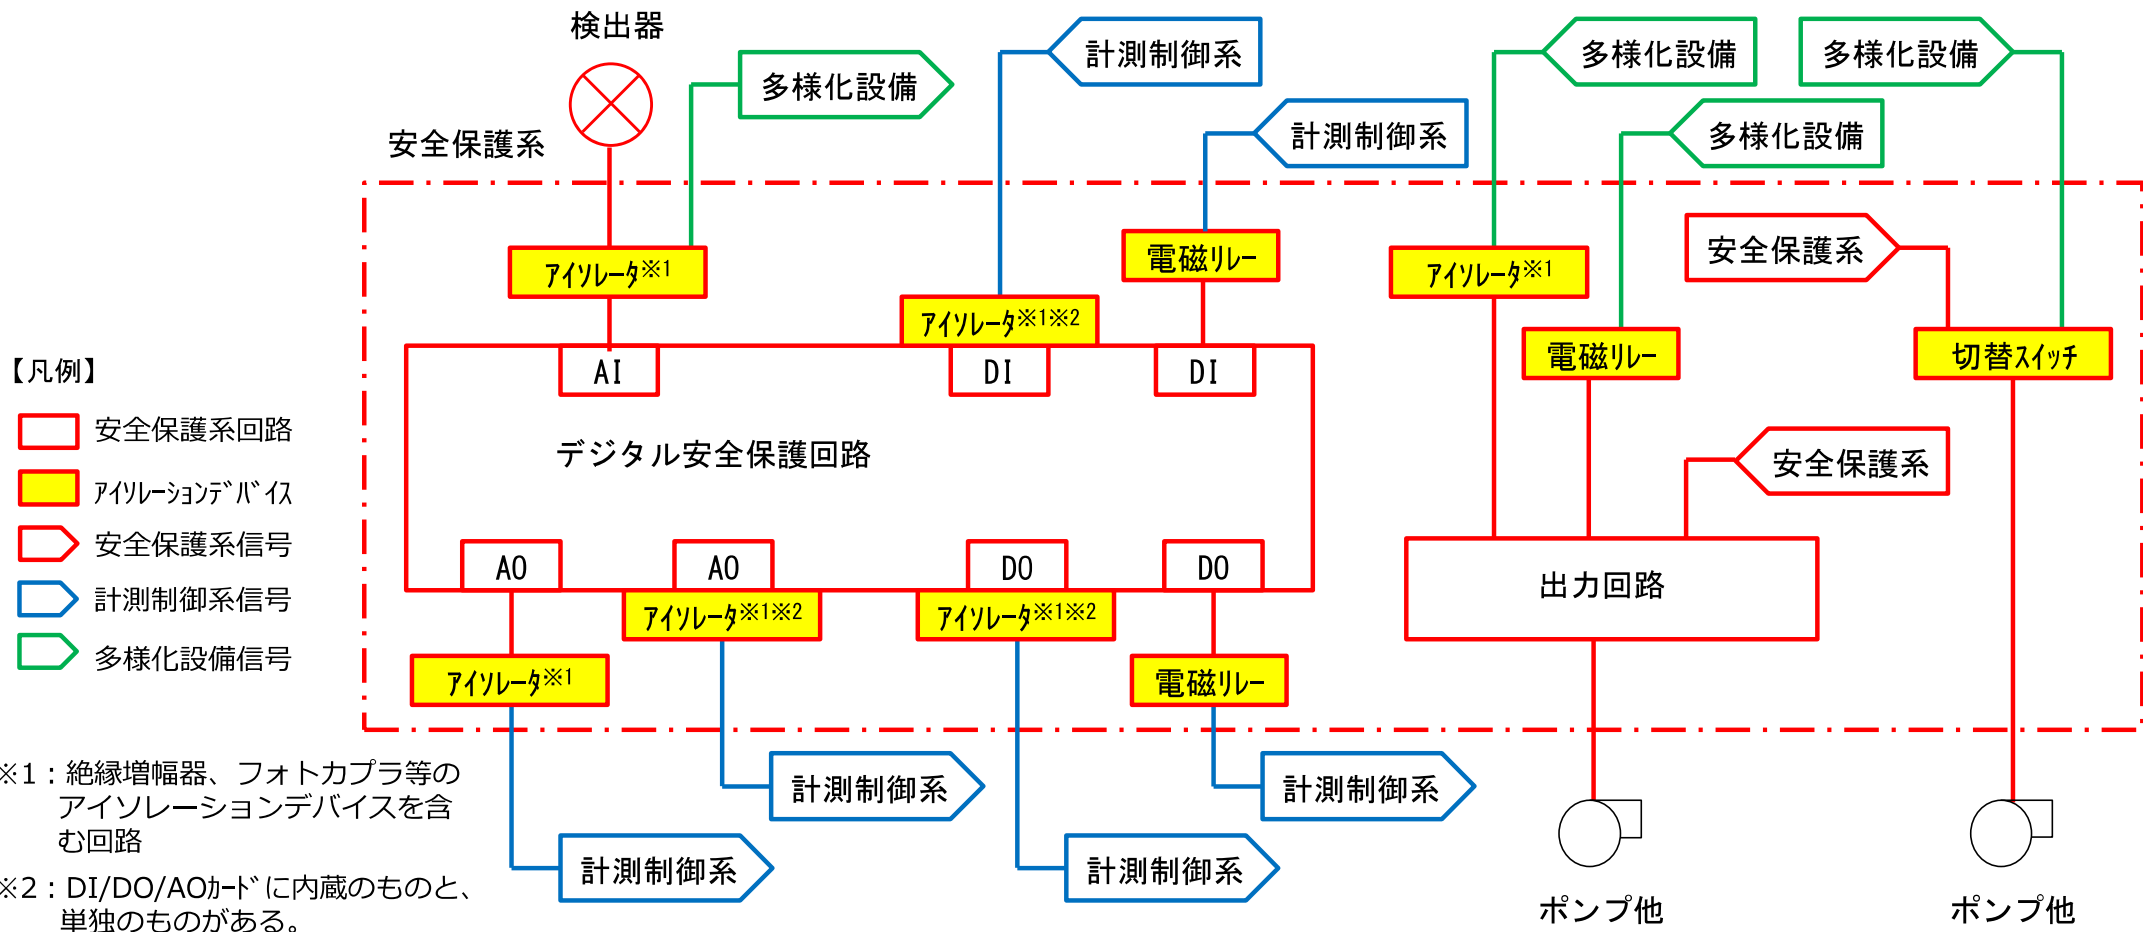 検出器
多様化設備
計測制御系
多様化設備
多様化設備
計測制御系
多様化設備
安全保護系
安全保護系
アイソレータ※1
電磁リレー
アイソレータ※1
アイソレータ※1※2
電磁リレー
切替スイッチ
AI
DI
DI
デジタル安全保護回路
安全保護系
AO
AO
DO
DO
出力回路
アイソレータ※1※2
アイソレータ※1※2
アイソレータ※1
電磁リレー
計測制御系
計測制御系
計測制御系
計測制御系
ポンプ他
ポンプ他
【凡例】
安全保護系回路
アイソレーションデバイス
安全保護系信号
計測制御系信号
多様化設備信号
※1：絶縁増幅器、フォトカプラ等の
アイソレーションデバイスを含
む回路
※2：DI/DO/AOカードに内蔵のものと、
単独のものがある。